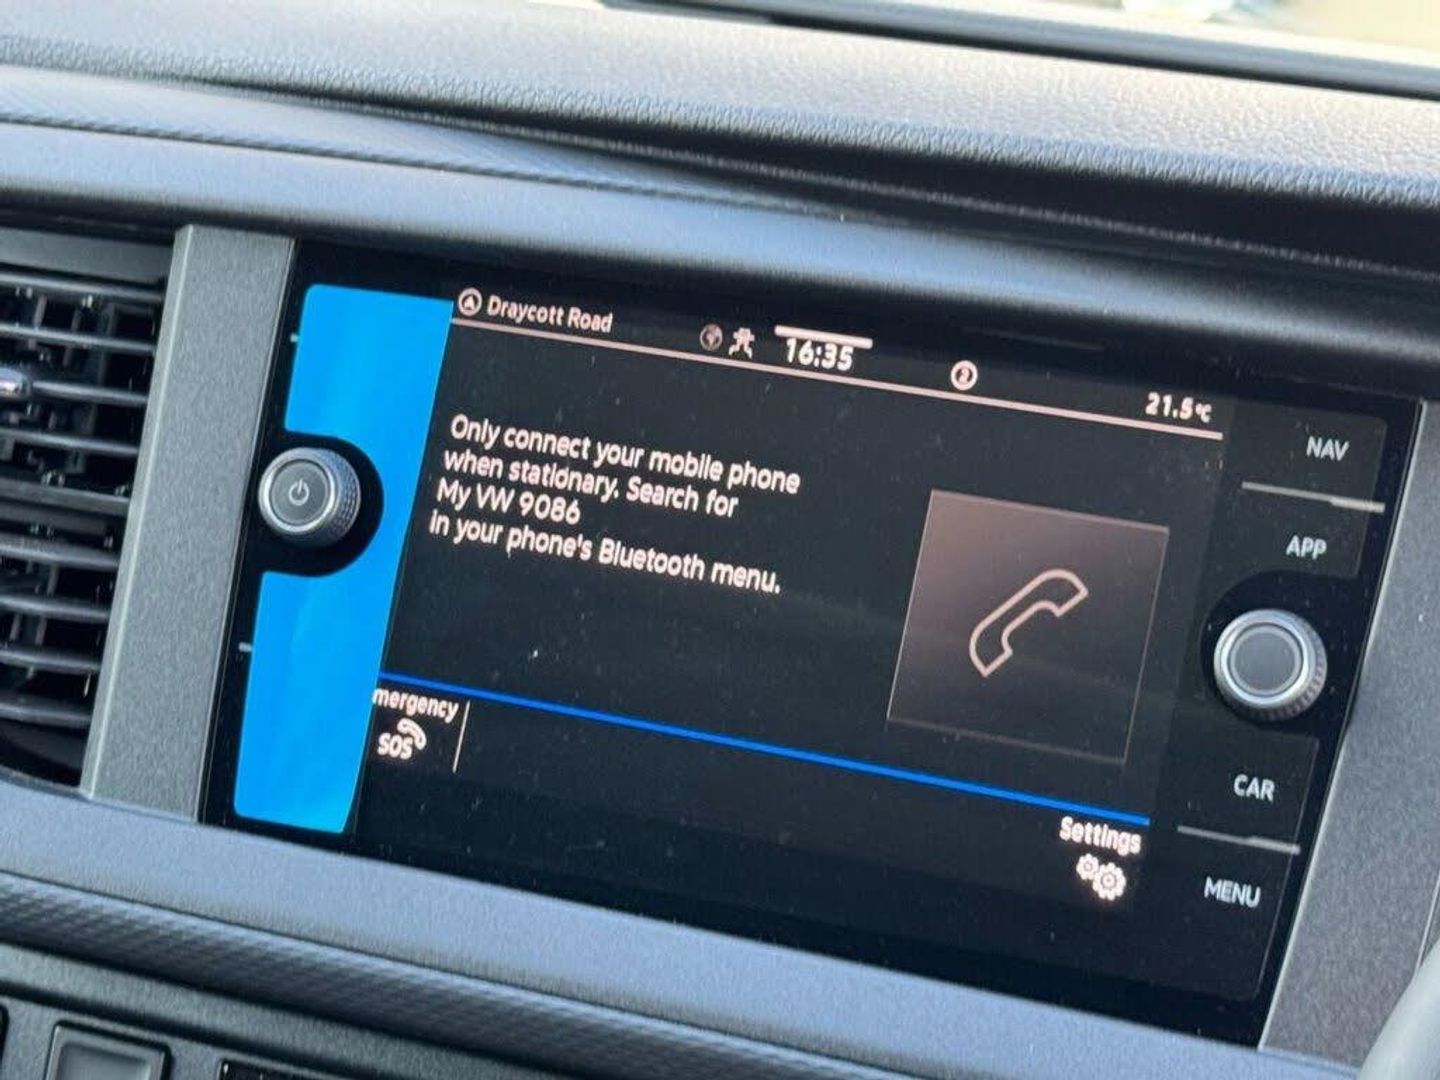 Draycott Road
16:35
2
21.5°C
NAV
Only connect your mobile phone
when stationary. Search for
My VW 9086
in your phone's Bluetooth menu.
APP
mergency
SOS
CAR
Settings
MENU